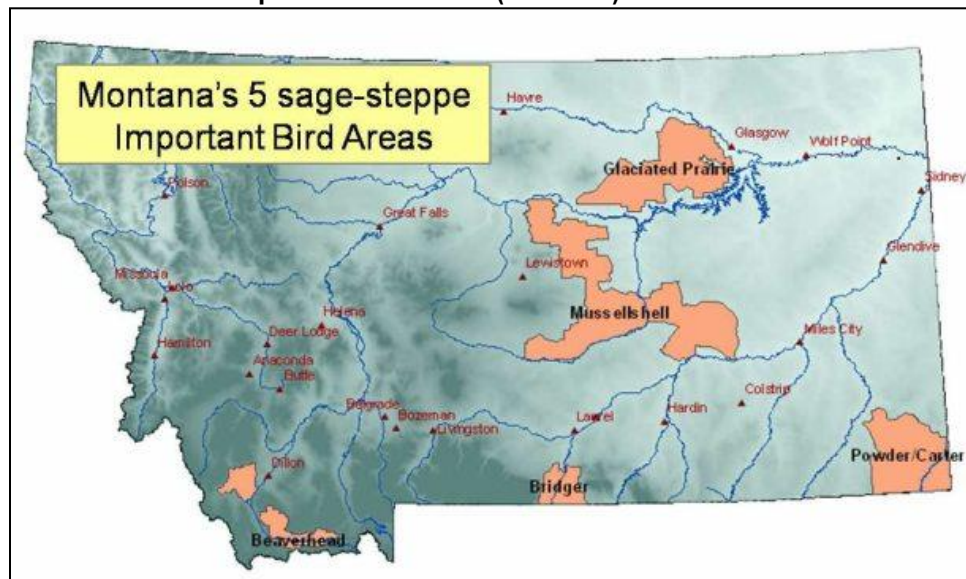 Montana's 5 sage-steppe
Important Bird Areas
Havre
Glasgow
Wolf Point
Glaciated Prairie
Sidney
Polson
Great Falls
Glendive
Lewistown
Missoula
Lolo
Mussellshell
Helena
Deer Lodge
Miles City
Hamilton
Anaconda
Butte
Colstrip
Belgrade
Bozeman
Livingston
Laurel
Hardin
Dillon
Powder/Carter
Bridger
Beaverhead